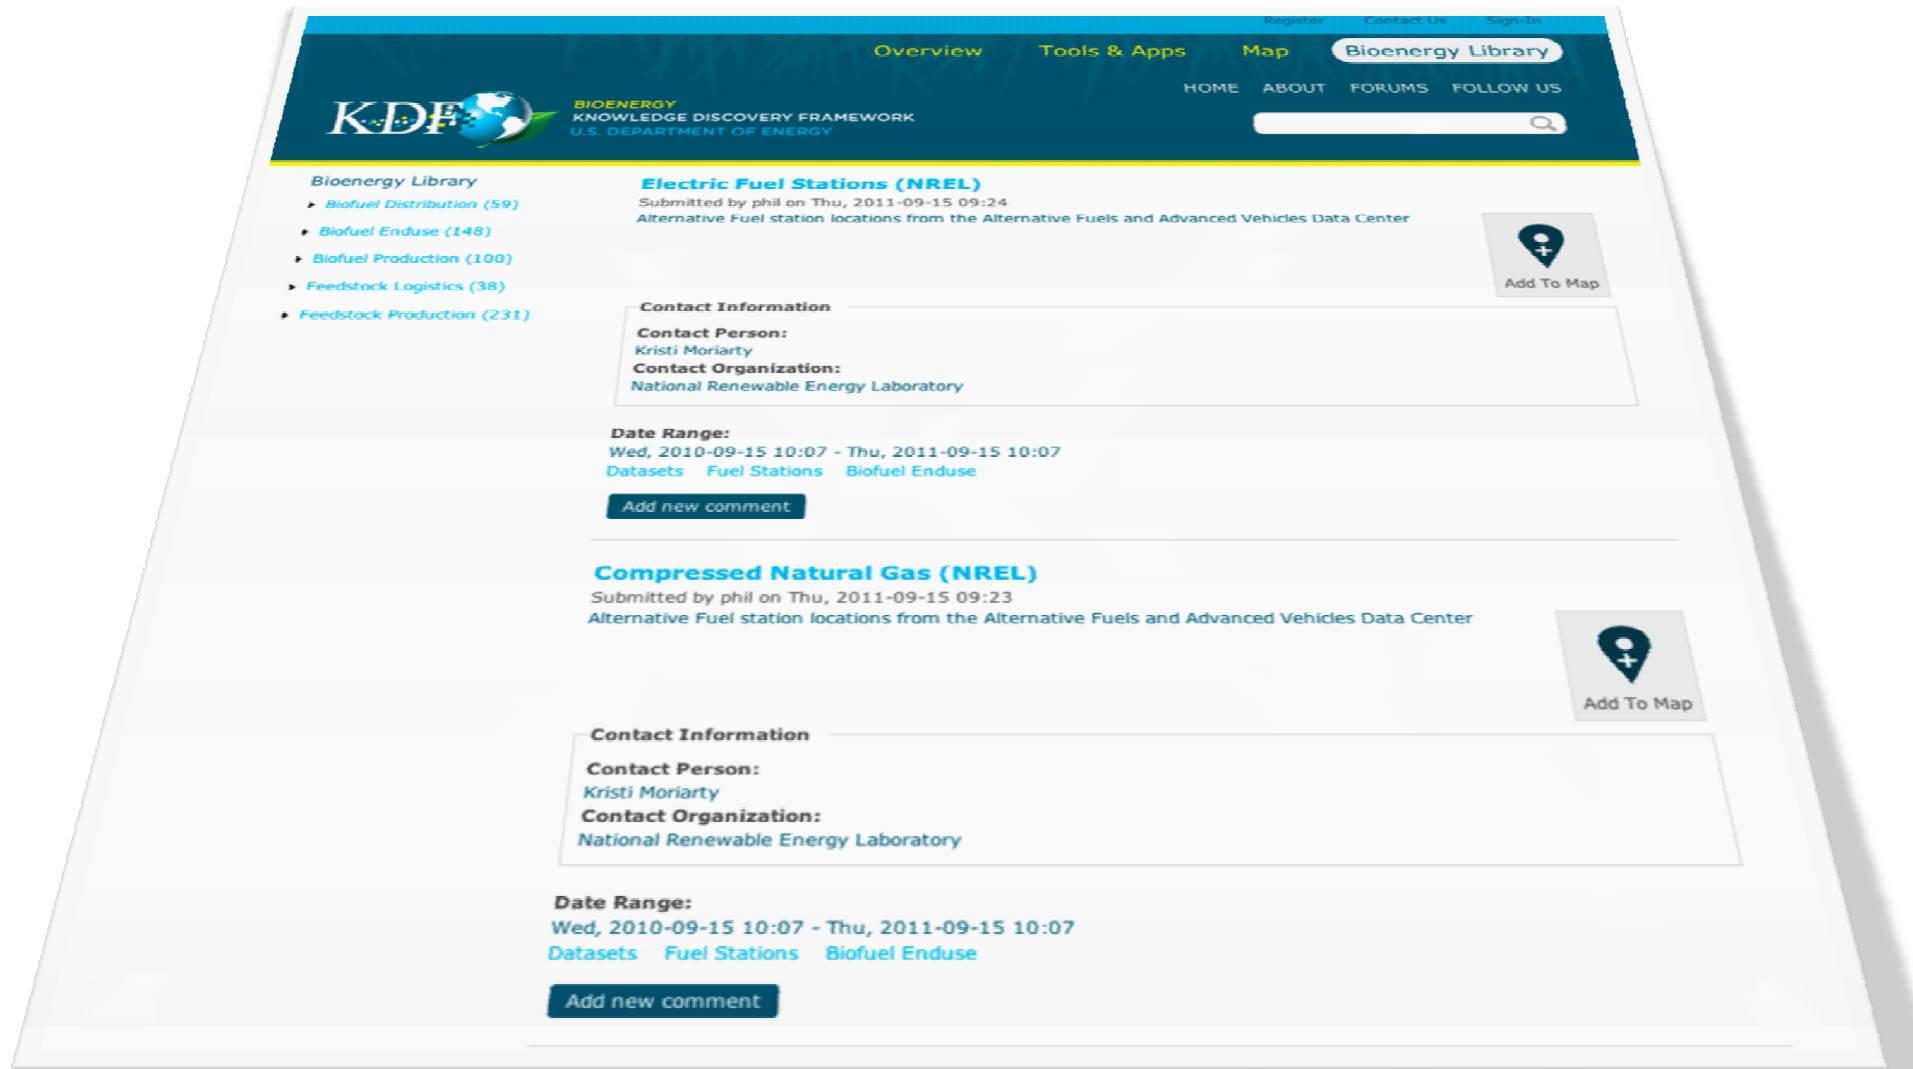 Register Contact Us Sign-In
Overview Tools & Apps Map Bioenergy Library
HOME ABOUT FORUMS FOLLOW US
KDF
BIOENERGY
KNOWLEDGE DISCOVERY FRAMEWORK
U.S. DEPARTMENT OF ENERGY
Bioenergy Library
Biofuel Distribution (59)
Biofuel Enduse (148)
Biofuel Production (100)
Feedstock Logistics (38)
Feedstock Production (231)
Electric Fuel Stations (NREL)
Submitted by phil on Thu, 2011-09-15 09:24
Alternative Fuel station locations from the Alternative Fuels and Advanced Vehicles Data Center
Add To Map
Contact Information
Contact Person:
Kristi Moriarty
Contact Organization:
National Renewable Energy Laboratory
Date Range:
Wed, 2010-09-15 10:07 - Thu, 2011-09-15 10:07
Datasets Fuel Stations Biofuel Enduse
Add new comment
Compressed Natural Gas (NREL)
Submitted by phil on Thu, 2011-09-15 09:23
Alternative Fuel station locations from the Alternative Fuels and Advanced Vehicles Data Center
Add To Map
Contact Information
Contact Person:
Kristi Moriarty
Contact Organization:
National Renewable Energy Laboratory
Date Range:
Wed, 2010-09-15 10:07 - Thu, 2011-09-15 10:07
Datasets Fuel Stations Biofuel Enduse
Add new comment